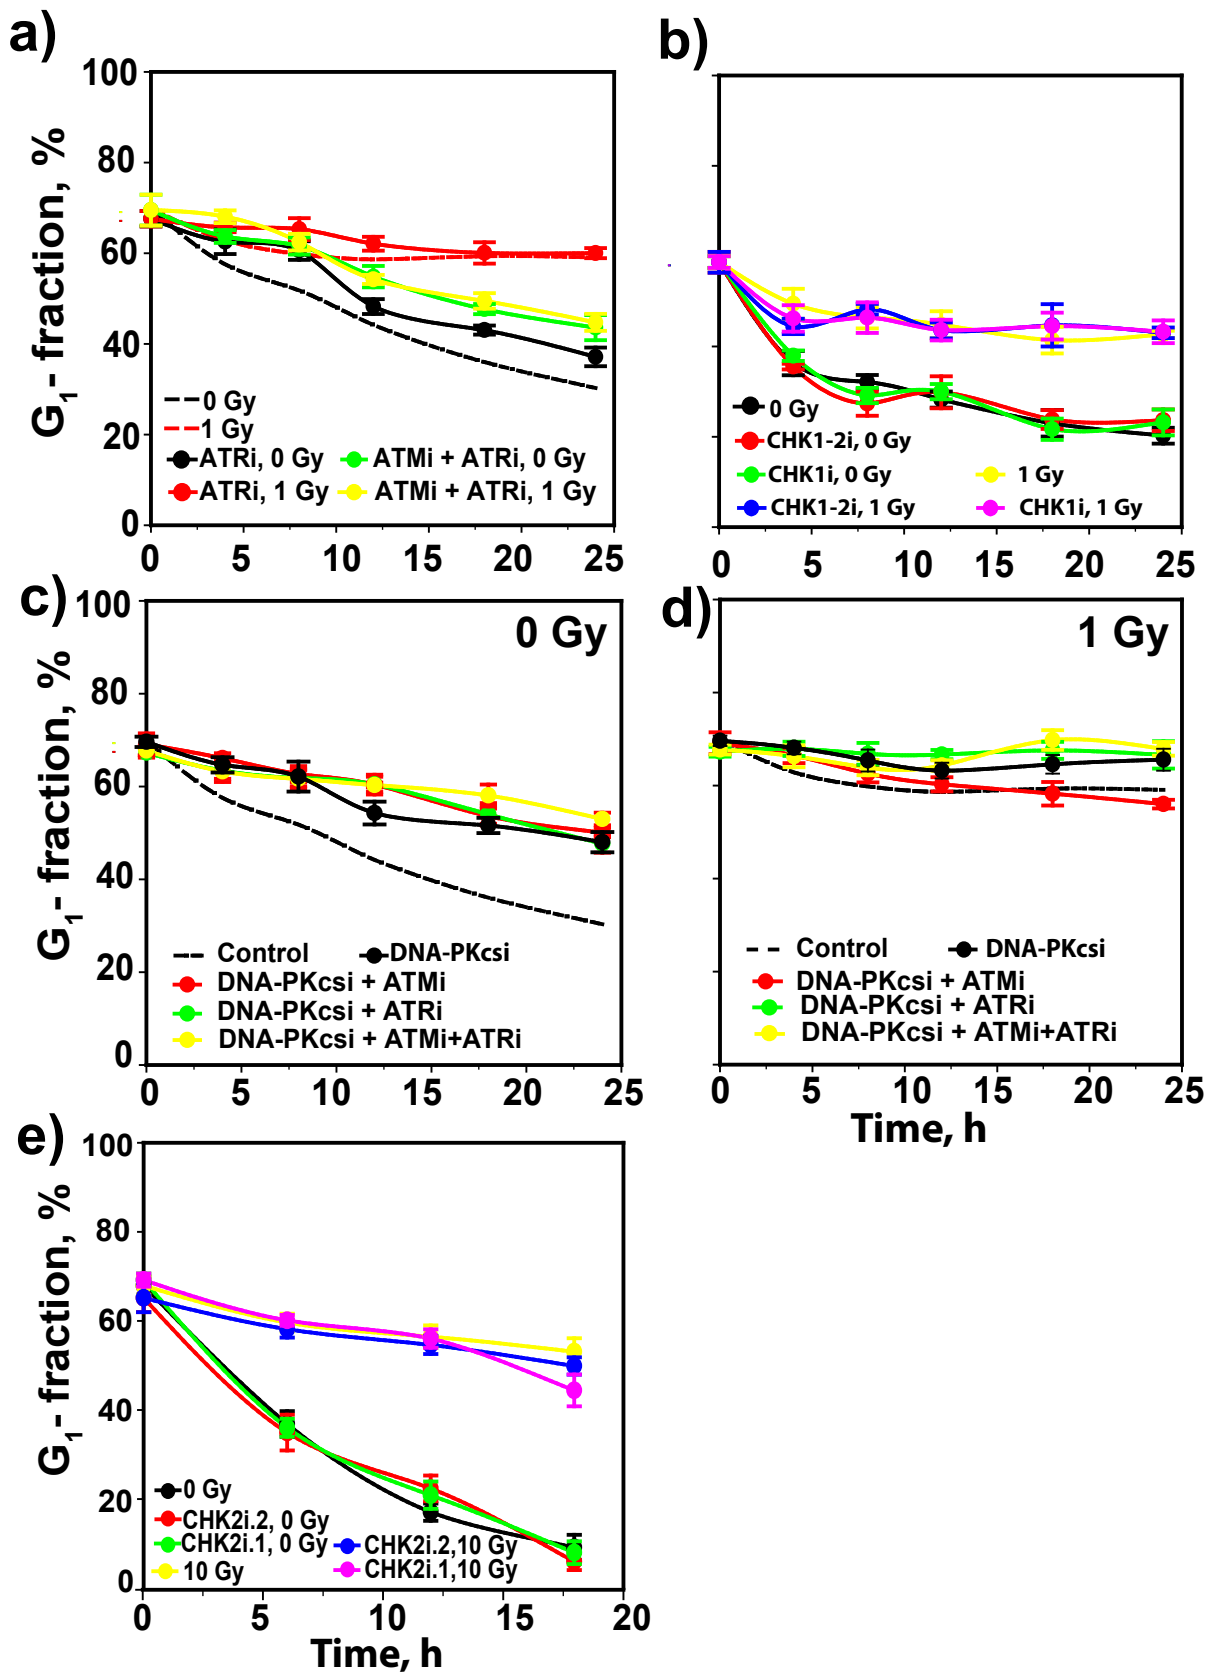 a)
G1- fraction, %
100
80
60
40
20
0
0 Gy
1 Gy
ATRi, 0 Gy ATMi + ATRi, 0 Gy
ATRi, 1 Gy ATMi + ATRi, 1 Gy
0 5 10 15 20 25
b)
0 Gy
CHK1-2i, 0 Gy
CHK1i, 0 Gy 1 Gy
CHK1-2i, 1 Gy CHK1i, 1 Gy
0 5 10 15 20 25
c)
G1- fraction, %
100
80
60
40
20
0
0 Gy
Control DNA-PKcsi
DNA-PKcsi + ATMi
DNA-PKcsi + ATRi
DNA-PKcsi + ATMi+ATRi
0 5 10 15 20 25
d)
1 Gy
Control DNA-PKcsi
DNA-PKcsi + ATMi
DNA-PKcsi + ATRi
DNA-PKcsi + ATMi+ATRi
0 5 10 15 20 25
Time, h
e)
G1- fraction, %
100
80
60
40
20
0
0 Gy
CHK2i.2, 0 Gy
CHK2i.1, 0 Gy CHK2i.2,10 Gy
10 Gy CHK2i.1,10 Gy
0 5 10 15 20
Time, h